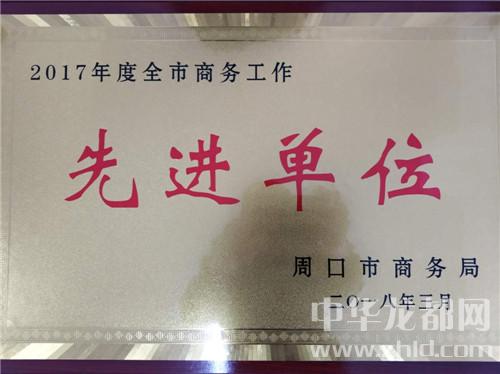 2017年度全市商务工作
先进单位
周口市商务局
二〇一八年三月
中华龙都网
www.zhld.com